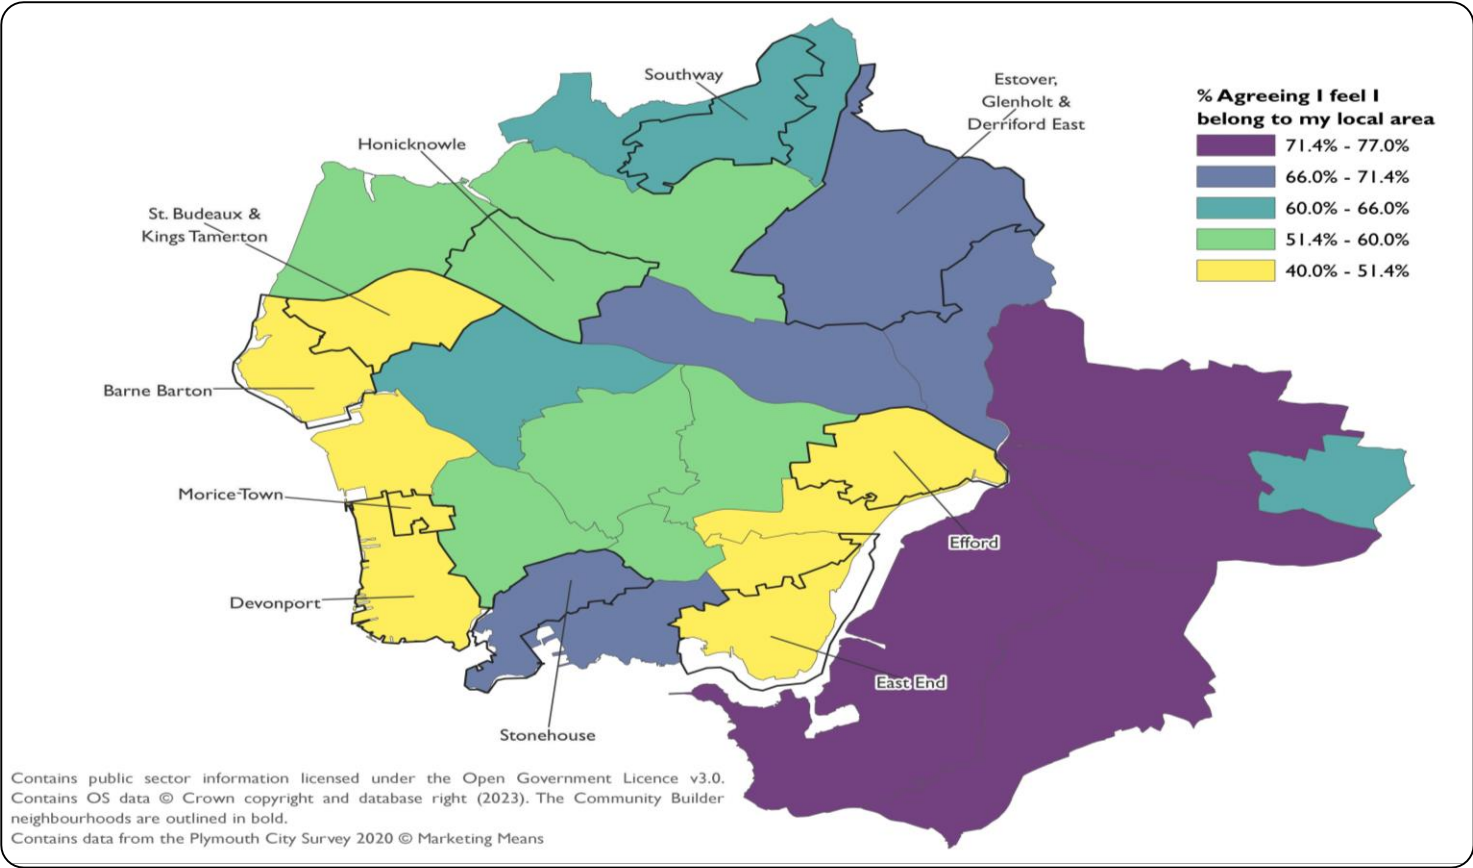 Southway
Estover,
Glenholt &
Derriford East
Honicknowle
St. Budeaux &
Kings Tamerton
Barne Barton
Morice Town
Devonport
Stonehouse
Efford
East End
% Agreeing I feel I
belong to my local area
71.4% - 77.0%
66.0% - 71.4%
60.0% - 66.0%
51.4% - 60.0%
40.0% - 51.4%
Contains public sector information licensed under the Open Government Licence v3.0.
Contains OS data © Crown copyright and database right (2023). The Community Builder
neighbourhoods are outlined in bold.
Contains data from the Plymouth City Survey 2020 © Marketing Means